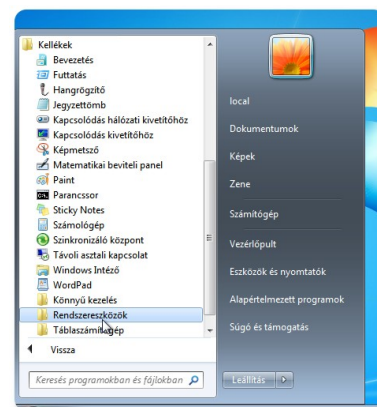 Kellékek
Bevezetés
Futtatás
Hangrögzítő
Jegyzettömb
Kapcsolódás hálózati kivetítőhöz
Kapcsolódás kivetítőhöz
Képmetsző
Matematikai beviteli panel
Paint
Parancssor
Sticky Notes
Számológép
Szinkronizáló központ
Távoli asztali kapcsolat
Windows Intéző
WordPad
Könnyű kezelés
Rendszereszközök
Táblaszámítógép
Vissza
Keresés programokban és fájlokban
local
Dokumentumok
Képek
Zene
Számítógép
Vezérlőpult
Eszközök és nyomtatók
Alapértelmezett programok
Súgó és támogatás
Leállítás